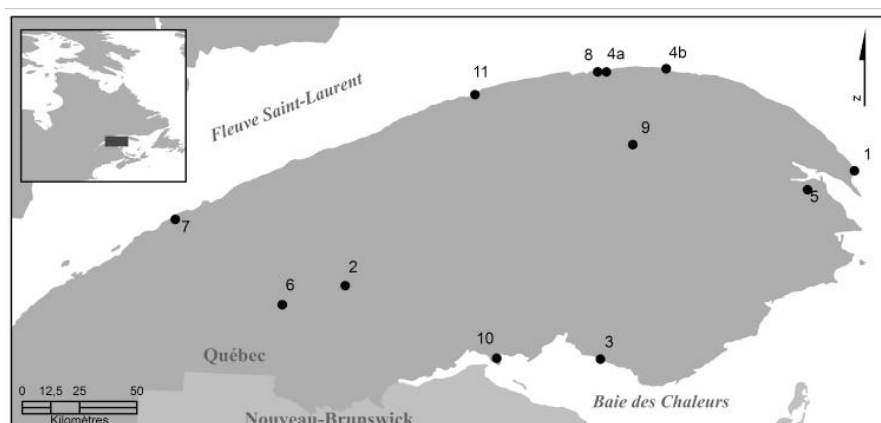 8
4a
4b
11
Fleuve Saint-Laurent
N
9
1
5
7
2
6
10
3
Québec
0 12,5 25 50
Kilomètres
Baie des Chaleurs
Nouveau-Brunswick